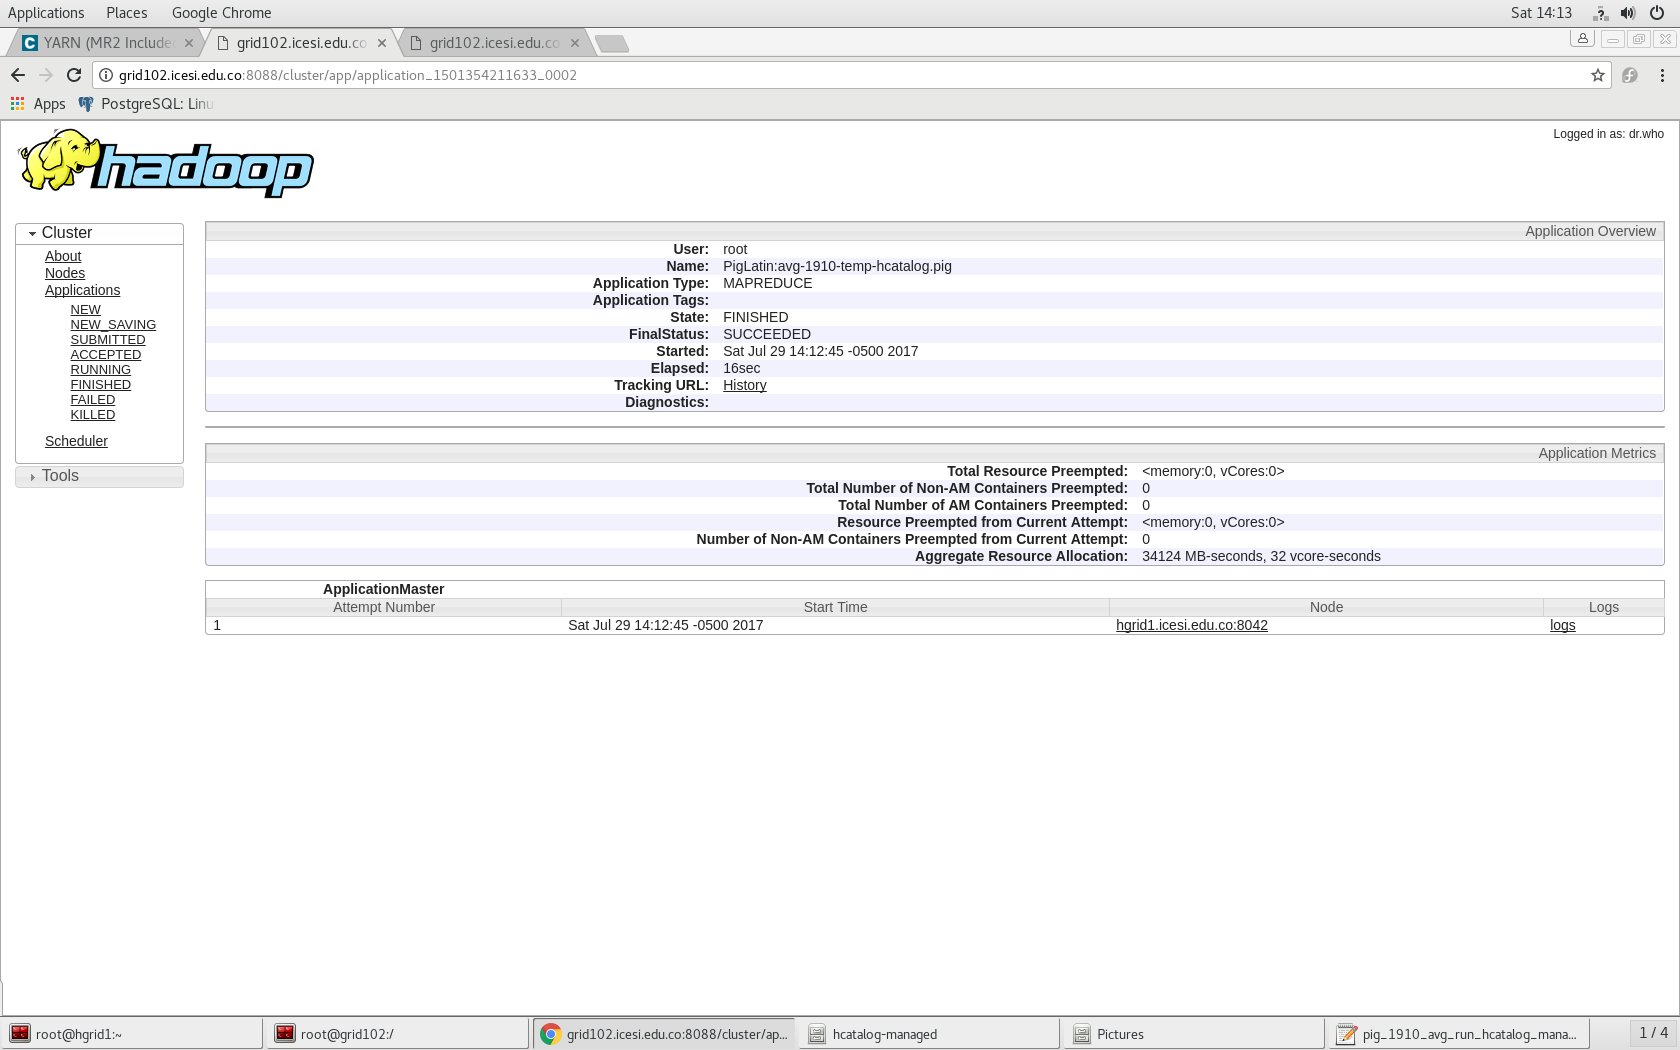 Applications Places Google Chrome Sat 14:13
YARN (MR2 Include grid102.icesi.edu.co grid102.icesi.edu.co
grid102.icesi.edu.co:8088/cluster/app/application_1501354211633_0002
Apps PostgreSQL: Linu
hadoop
Logged in as: dr.who
Cluster
About
Nodes
Applications
NEW
NEW_SAVING
SUBMITTED
ACCEPTED
RUNNING
FINISHED
FAILED
KILLED
Scheduler
Tools
Application Overview
User: root
Name: PigLatin:avg-1910-temp-hcatalog.pig
Application Type: MAPREDUCE
Application Tags:
State: FINISHED
FinalStatus: SUCCEEDED
Started: Sat Jul 29 14:12:45 -0500 2017
Elapsed: 16sec
Tracking URL: History
Diagnostics:
Application Metrics
Total Resource Preempted: <memory:0, vCores:0>
Total Number of Non-AM Containers Preempted: 0
Total Number of AM Containers Preempted: 0
Resource Preempted from Current Attempt: <memory:0, vCores:0>
Number of Non-AM Containers Preempted from Current Attempt: 0
Aggregate Resource Allocation: 34124 MB-seconds, 32 vcore-seconds
ApplicationMaster
Attempt Number Start Time Node Logs
1 Sat Jul 29 14:12:45 -0500 2017 hgrid1.icesi.edu.co:8042 logs
root@hgrid1:~ root@grid102:/ grid102.icesi.edu.co:8088/cluster/ap... hcatalog-managed Pictures pig_1910_avg_run_hcatalog_mana... 1 / 4